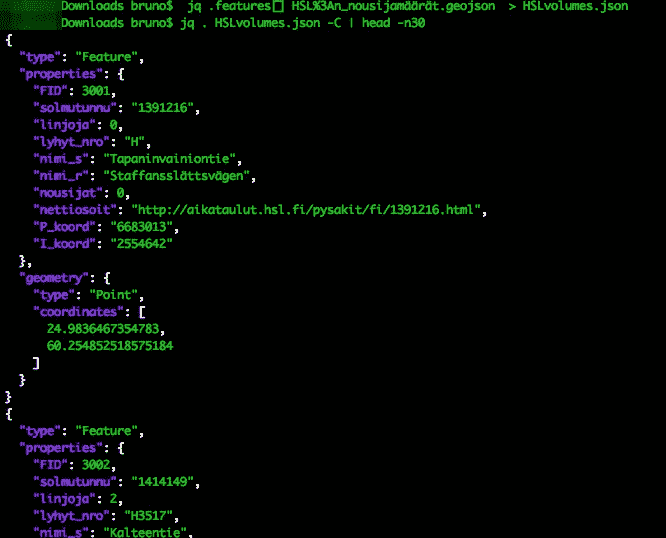 Downloads bruno$ jq .features[] HSL%3An_nousijamäärät.geojson > HSLvolumes.json
Downloads bruno$ jq . HSLvolumes.json -C | head -n30
{
  "type": "Feature",
  "properties": {
    "FID": 3001,
    "solmutunnu": "1391216",
    "linjoja": 0,
    "lyhyt_nro": "H",
    "nimi_s": "Tapaninvainiontie",
    "nimi_r": "Staffansslättsvägen",
    "nousijat": 0,
    "nettiosoit": "http://aikataulut.hsl.fi/pysakit/fi/1391216.html",
    "P_koord": "6683013",
    "I_koord": "2554642"
  },
  "geometry": {
    "type": "Point",
    "coordinates": [
      24.9836467354783,
      60.254852518575184
    ]
  }
}
{
  "type": "Feature",
  "properties": {
    "FID": 3002,
    "solmutunnu": "1414149",
    "linjoja": 2,
    "lyhyt_nro": "H3517",
    "nimi_s": "Kalteentie",